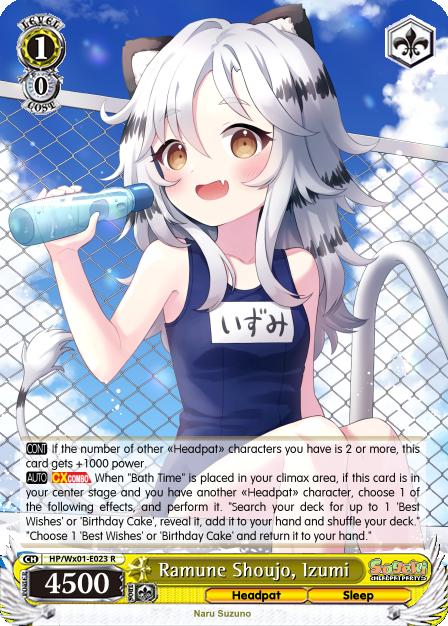 LEVEL
1
0
COST
いずみ
CONT If the number of other «Headpat» characters you have is 2 or more, this
card gets +1000 power.
AUTO CXCOMBO When "Bath Time" is placed in your climax area, if this card is in
your center stage and you have another «Headpat» character, choose 1 of
the following effects, and perform it. "Search your deck for up to 1 'Best
Wishes' or 'Birthday Cake', reveal it, add it to your hand and shuffle your deck."
"Choose 1 'Best Wishes' or 'Birthday Cake' and return it to your hand."
CH HP/Wx01-E023 R
POWER 4500 SOUL
Ramune Shoujo, Izumi
Headpat
Sleep
Naru Suzuno